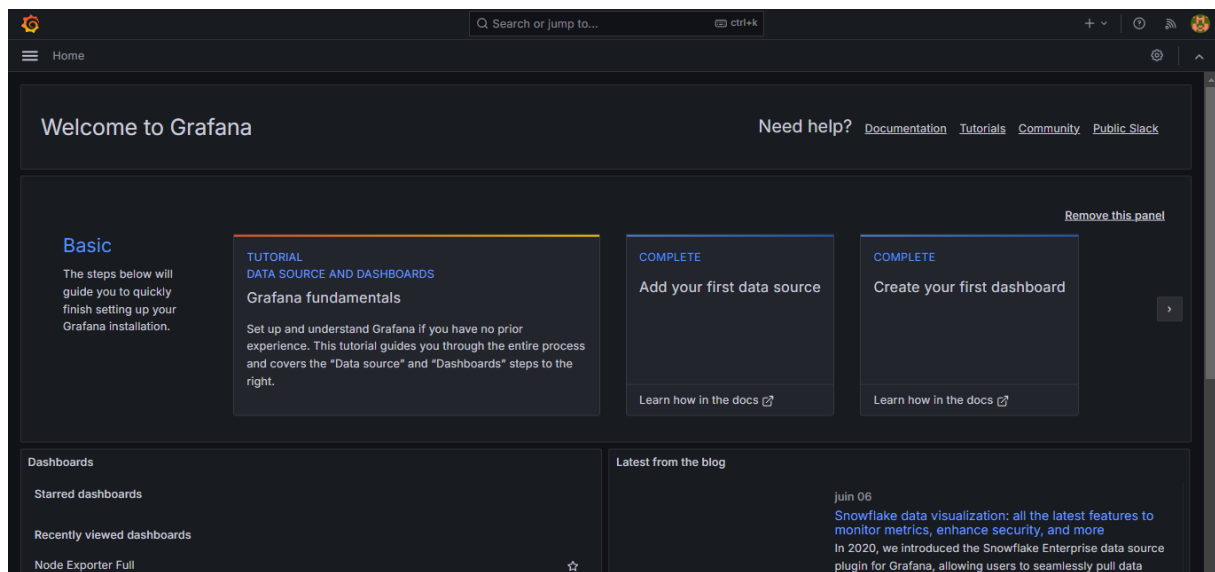 Search or jump to... ctrl+k
Home
Welcome to Grafana
Need help? Documentation Tutorials Community Public Slack
Remove this panel
Basic
The steps below will
guide you to quickly
finish setting up your
Grafana installation.
TUTORIAL
DATA SOURCE AND DASHBOARDS
Grafana fundamentals
Set up and understand Grafana if you have no prior
experience. This tutorial guides you through the entire process
and covers the “Data source” and “Dashboards” steps to the
right.
COMPLETE
Add your first data source
Learn how in the docs
COMPLETE
Create your first dashboard
Learn how in the docs
Dashboards
Starred dashboards
Recently viewed dashboards
Node Exporter Full
Latest from the blog
juin 06
Snowflake data visualization: all the latest features to
monitor metrics, enhance security, and more
In 2020, we introduced the Snowflake Enterprise data source
plugin for Grafana, allowing users to seamlessly pull data